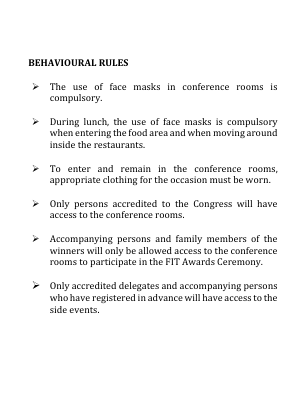 BEHAVIOURAL RULES
➢ The use of face masks in conference rooms is
compulsory.
➢ During lunch, the use of face masks is compulsory
when entering the food area and when moving around
inside the restaurants.
➢ To enter and remain in the conference rooms,
appropriate clothing for the occasion must be worn.
➢ Only persons accredited to the Congress will have
access to the conference rooms.
➢ Accompanying persons and family members of the
winners will only be allowed access to the conference
rooms to participate in the FIT Awards Ceremony.
➢ Only accredited delegates and accompanying persons
who have registered in advance will have access to the
side events.